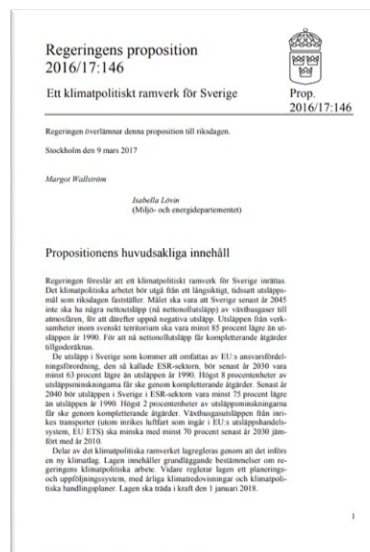 Regeringens proposition
2016/17:146
Ett klimatpolitiskt ramverk för Sverige
Prop.
2016/17:146
Regeringen överlämnar denna proposition till riksdagen.
Stockholm den 9 mars 2017
Margot Wallström
Isabella Lövin
(Miljö- och energidepartementet)
Propositionens huvudsakliga innehåll
Regeringen föreslår att ett klimatpolitiskt ramverk för Sverige inrättas.
Det klimatpolitiska arbetet bör utgå från ett långsiktigt, tidssatt utsläpps-
mål som riksdagen fastställer. Målet ska vara att Sverige senast år 2045
inte ska ha några nettoutsläpp (nå nettonollutsläpp) av växthusgaser till
atmosfären, för att därefter uppnå negativa utsläpp. Utsläppen från verk-
samheter inom svenskt territorium ska vara minst 85 procent lägre än ut-
släppen år 1990. För att nå nettonollutsläpp får kompletterande åtgärder
tillgodoräknas.
De utsläpp i Sverige som kommer att omfattas av EU:s ansvarsfördel-
ningsförordning, den så kallade ESR-sektorn, bör senast år 2030 vara
minst 63 procent lägre än utsläppen år 1990. Högst 8 procentenheter av
utsläppsminskningarna får ske genom kompletterande åtgärder. Senast år
2040 bör utsläppen i Sverige i ESR-sektorn vara minst 75 procent lägre
än utsläppen år 1990. Högst 2 procentenheter av utsläppsminskningarna
får ske genom kompletterande åtgärder. Växthusgasutsläppen från inri-
kes transporter (utom inrikes luftfart som ingår i EU:s utsläppshandels-
system, EU ETS) ska minska med minst 70 procent senast år 2030 jäm-
fört med år 2010.
Delar av det klimatpolitiska ramverket lagregleras genom att det införs
en ny klimatlag. Lagen innehåller grundläggande bestämmelser om re-
geringens klimatpolitiska arbete. Vidare reglerar lagen ett planerings-
och uppföljningssystem, med årliga klimatredovisningar och klimatpoli-
tiska handlingsplaner. Lagen ska träda i kraft den 1 januari 2018.
1